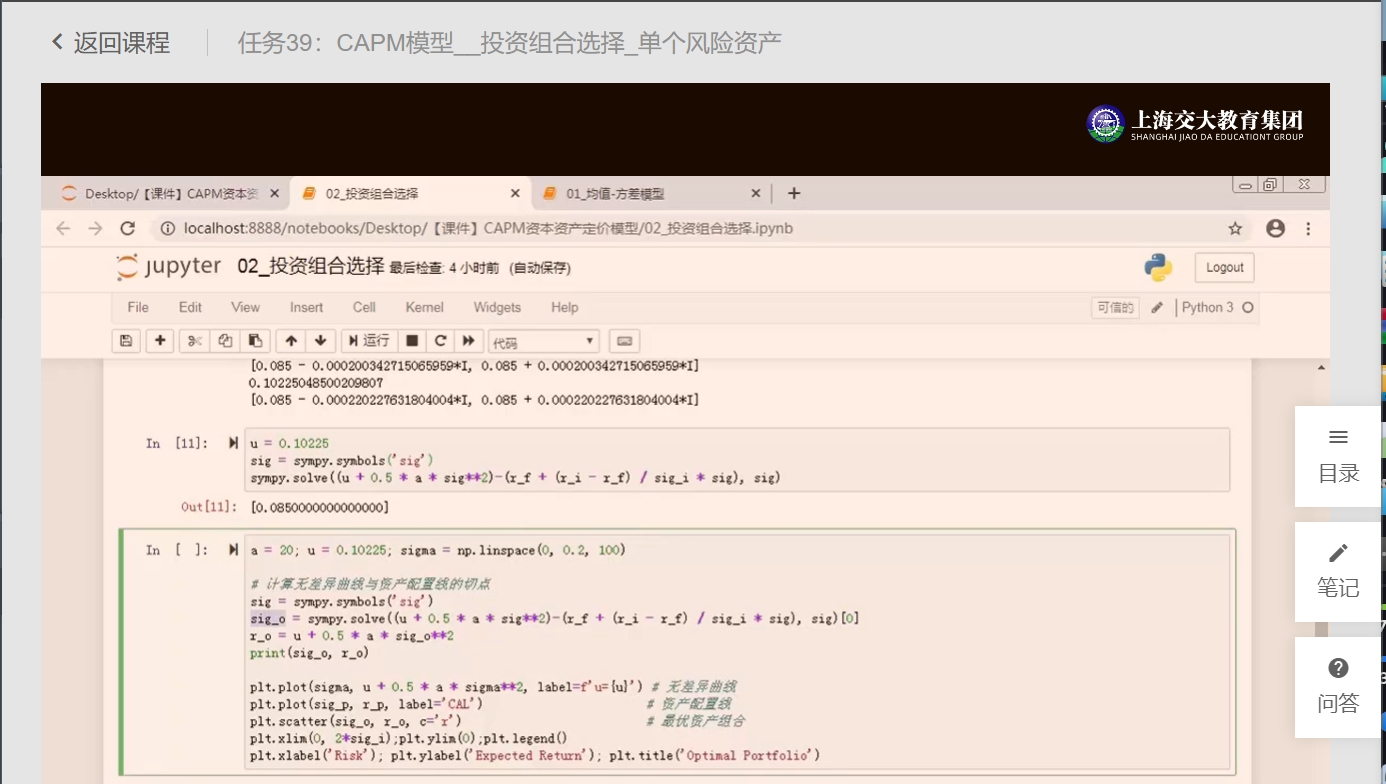 返回课程
任务39：CAPM模型__投资组合选择_单个风险资产
上海交大教育集团
SHANGHAI JIAO DA EDUCATIONT GROUP
Desktop/【课件】CAPM资本资
02_投资组合选择
01_均值-方差模型
localhost:8888/notebooks/Desktop/【课件】CAPM资本资产定价模型/02_投资组合选择.ipynb
jupyter 02_投资组合选择 最后检查: 4 小时前 (自动保存)
Logout
File Edit View Insert Cell Kernel Widgets Help
可信的
Python 3
运行
代码
[0.085 - 0.000200342715065959*I, 0.085 + 0.000200342715065959*I]
0.10225048500209807
[0.085 - 0.000220227631804004*I, 0.085 + 0.000220227631804004*I]
In [11]: u = 0.10225
sig = sympy.symbols('sig')
sympy.solve((u + 0.5 * a * sig**2)-(r_f + (r_i - r_f) / sig_i * sig), sig)
Out[11]: [0.0850000000000000]
In [ ]: a = 20; u = 0.10225; sigma = np.linspace(0, 0.2, 100)
# 计算无差异曲线与资产配置线的切点
sig = sympy.symbols('sig')
sig_o = sympy.solve((u + 0.5 * a * sig**2)-(r_f + (r_i - r_f) / sig_i * sig), sig)[0]
r_o = u + 0.5 * a * sig_o**2
print(sig_o, r_o)
plt.plot(sigma, u + 0.5 * a * sigma**2, label=f'u={u}') # 无差异曲线
plt.plot(sig_p, r_p, label='CAL') # 资产配置线
plt.scatter(sig_o, r_o, c='r') # 最优资产组合
plt.xlim(0, 2*sig_i);plt.ylim(0);plt.legend()
plt.xlabel('Risk'); plt.ylabel('Expected Return'); plt.title('Optimal Portfolio')
目录
笔记
问答